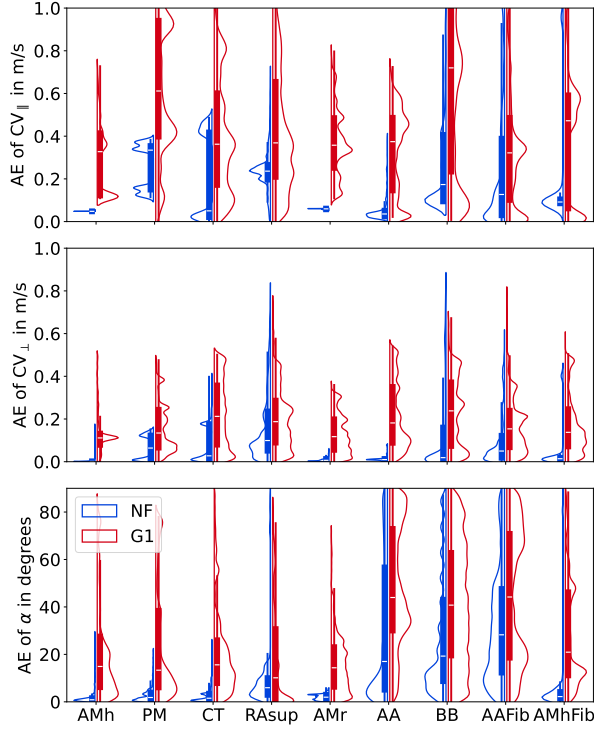 1.0
0.8
0.6
0.4
0.2
0.0
AE of CV∥ in m/s
1.0
0.8
0.6
0.4
0.2
0.0
AE of CV⊥ in m/s
80
60
40
20
0
AE of α in degrees
NF
G1
AMh PM CT RAsup AMr AA BB AAFib AMhFib